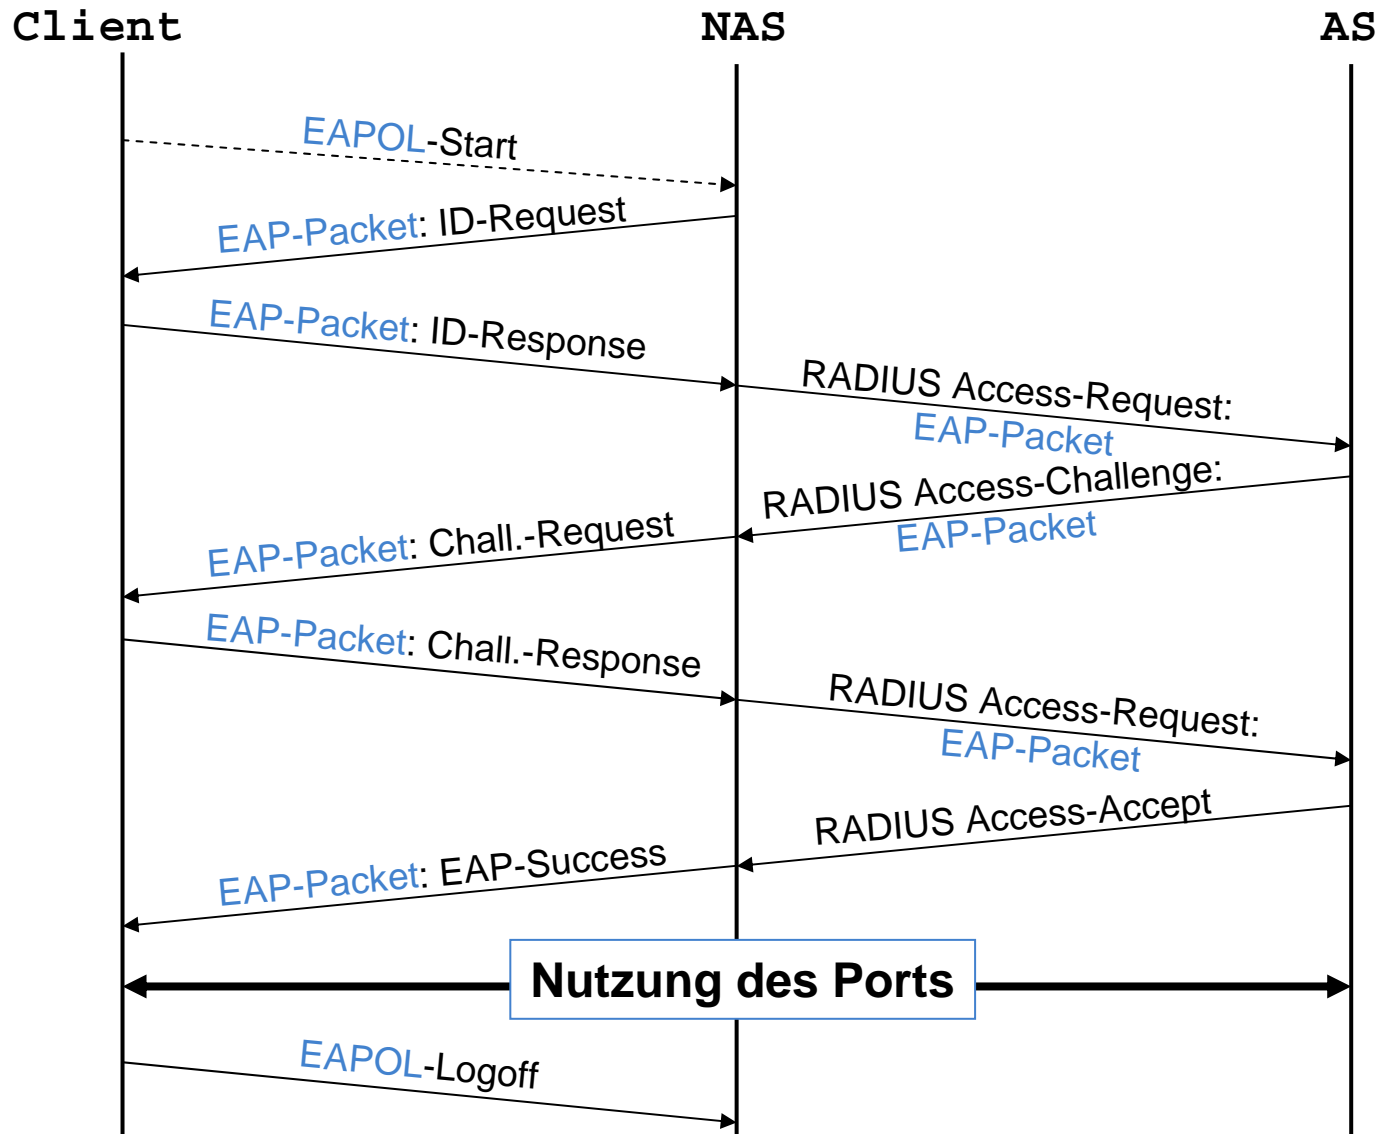 Client NAS AS
EAPOL-Start
EAP-Packet: ID-Request
EAP-Packet: ID-Response
RADIUS Access-Request:
EAP-Packet
RADIUS Access-Challenge:
EAP-Packet
EAP-Packet: Chall.-Request
EAP-Packet: Chall.-Response
RADIUS Access-Request:
EAP-Packet
RADIUS Access-Accept
EAP-Packet: EAP-Success
Nutzung des Ports
EAPOL-Logoff